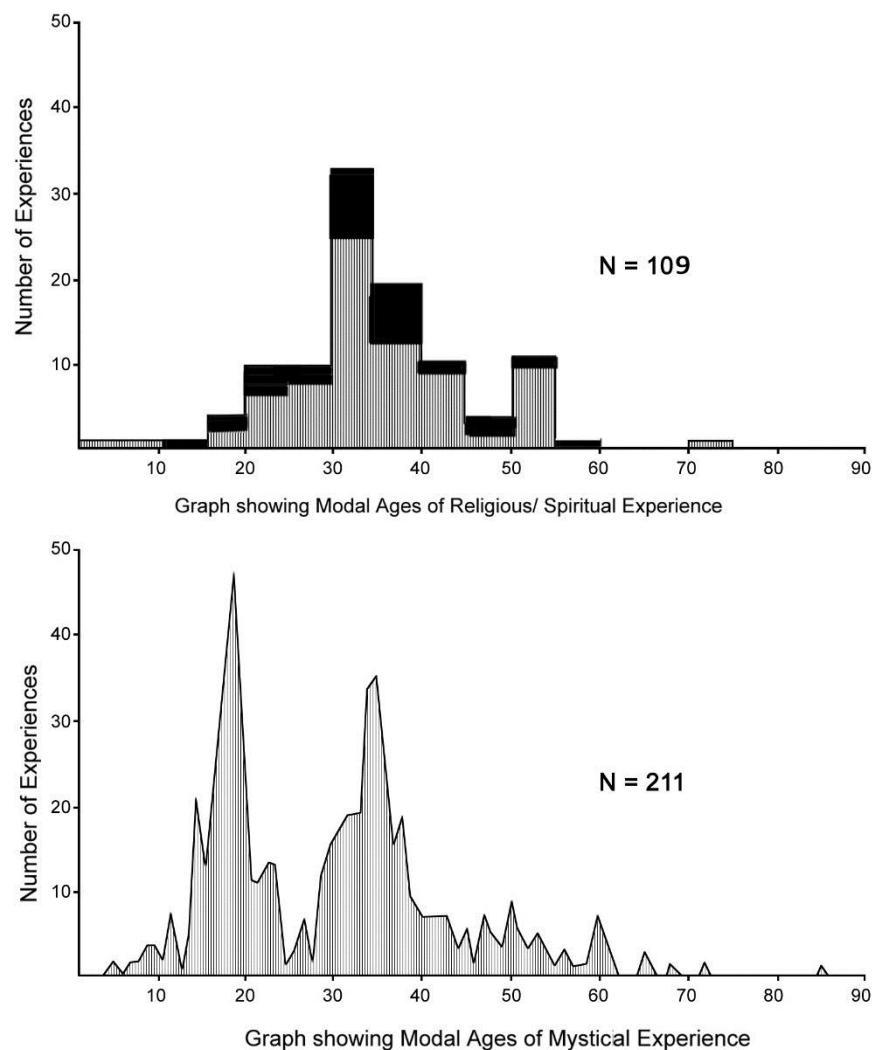 50
40
30
20
10
Number of Experiences
N = 109
10 20 30 40 50 60 70 80 90
Graph showing Modal Ages of Religious/ Spiritual Experience
50
40
30
20
10
Number of Experiences
N = 211
10 20 30 40 50 60 70 80 90
Graph showing Modal Ages of Mystical Experience